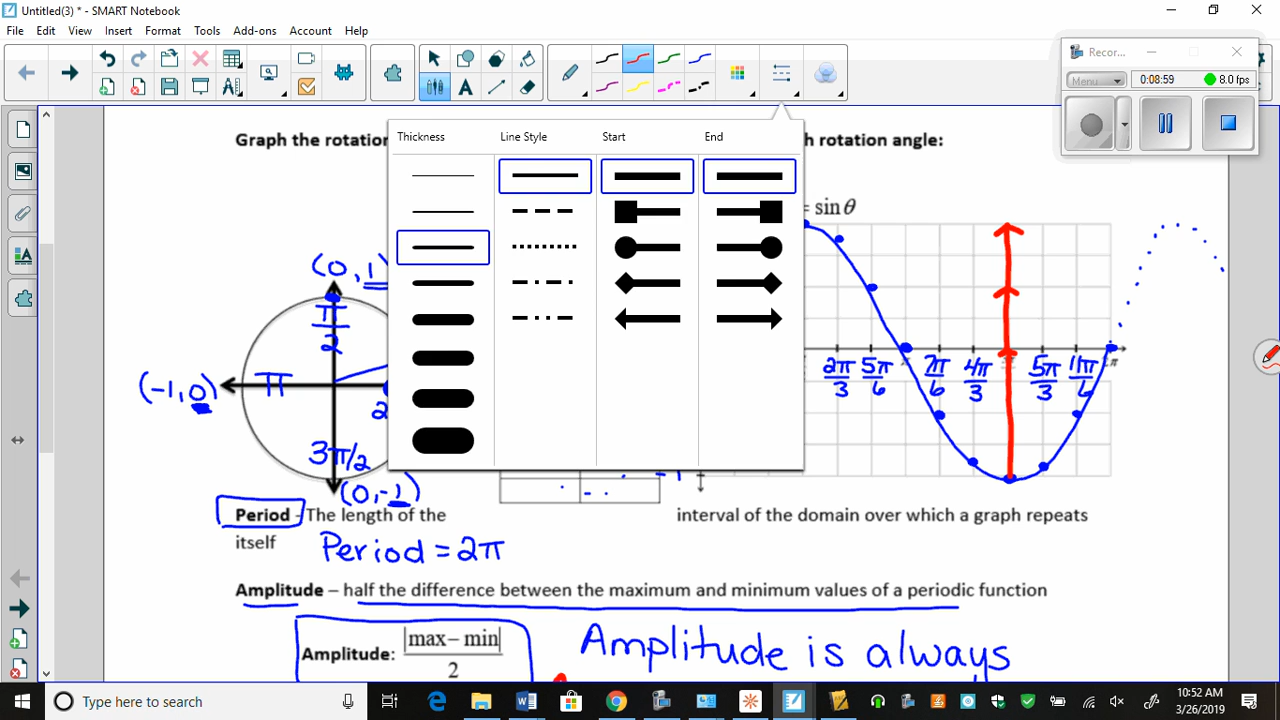 Untitled(3) * - SMART Notebook
File Edit View Insert Format Tools Add-ons Account Help
Recor...
Menu 0:08:59 8.0 fps
Thickness Line Style Start End
Graph the rotation
h rotation angle:
= sin θ
(0, 1)
π/2
(-1, 0)
π
2
3π/2
(0, -1)
2π/3 5π/6 7π/6 4π/3 5π/3 11π/6 π
-1
Period - The length of the interval of the domain over which a graph repeats
itself
Period = 2π
Amplitude – half the difference between the maximum and minimum values of a periodic function
Amplitude: |max – min|/2
Amplitude is always
Type here to search
10:52 AM
3/26/2019